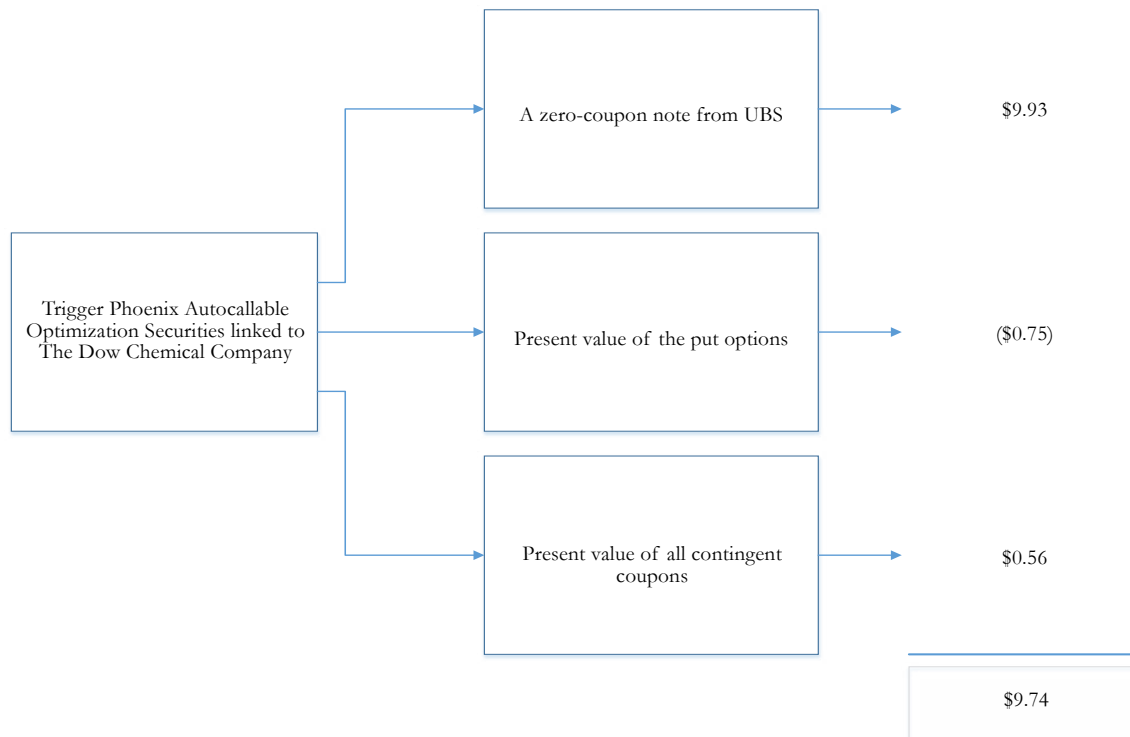 A zero-coupon note from UBS
$9.93
Trigger Phoenix Autocallable
Optimization Securities linked to
The Dow Chemical Company
Present value of the put options
($0.75)
Present value of all contingent
coupons
$0.56
$9.74